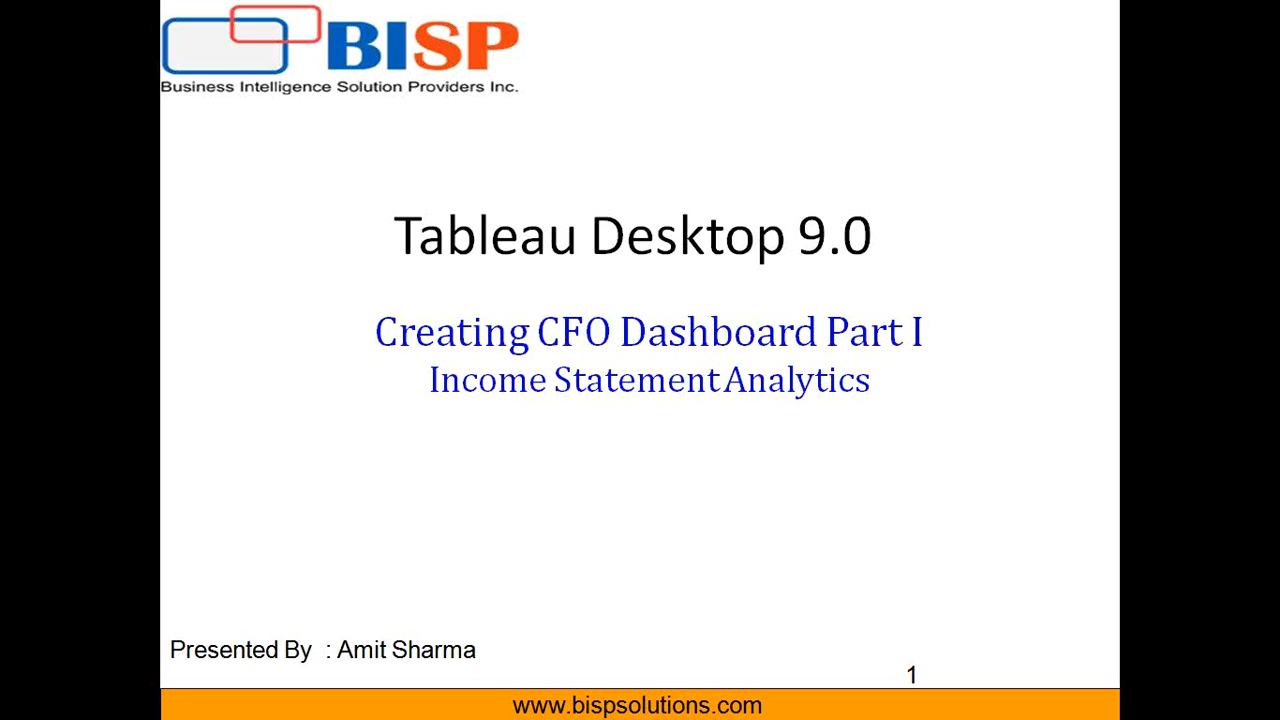 BISP
Business Intelligence Solution Providers Inc.
Tableau Desktop 9.0
Creating CFO Dashboard Part I
Income Statement Analytics
Presented By : Amit Sharma
1
www.bispsolutions.com